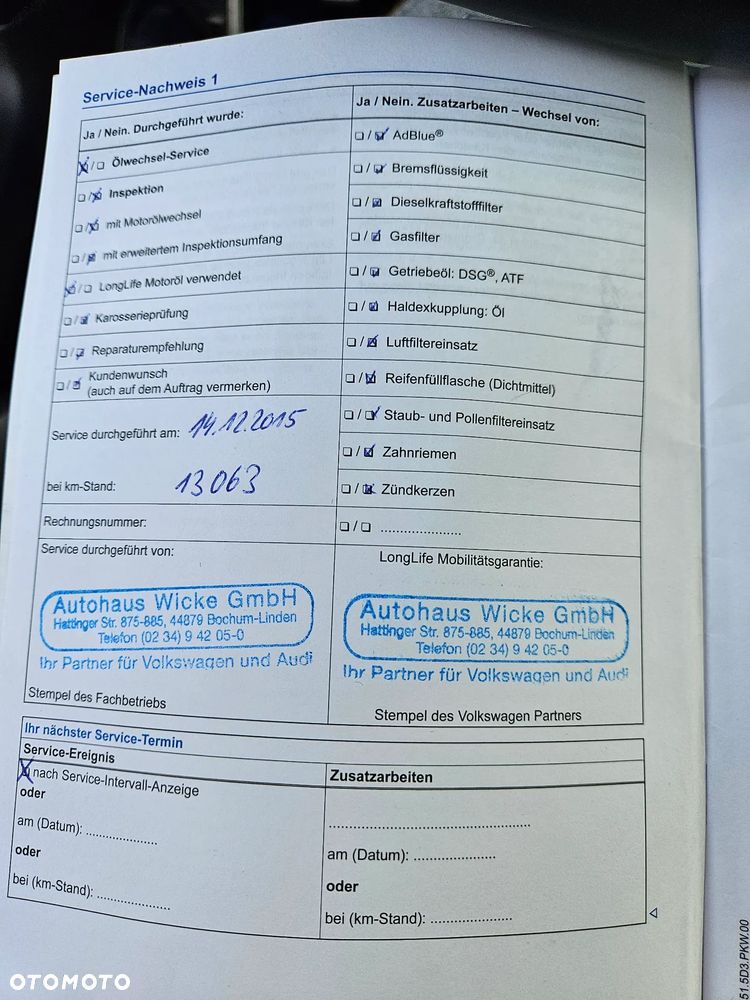 Service-Nachweis 1
Ja / Nein. Durchgeführt wurde:
Ölwechsel-Service
Inspektion
mit Motorölwechsel
mit erweitertem Inspektionsumfang
LongLife Motoröl verwendet
Karosserieprüfung
Reparaturempfehlung
Kundenwunsch
(auch auf dem Auftrag vermerken)
Service durchgeführt am: 14.12.2015
bei km-Stand: 13063
Rechnungsnummer:
Service durchgeführt von:
Autohaus Wicke GmbH
Hattinger Str. 875-885, 44879 Bochum-Linden
Telefon (02 34) 9 42 05-0
Ihr Partner für Volkswagen und Audi
Stempel des Fachbetriebs
Ja / Nein. Zusatzarbeiten – Wechsel von:
AdBlue®
Bremsflüssigkeit
Dieselkraftstofffilter
Gasfilter
Getriebeöl: DSG®, ATF
Haldexkupplung: Öl
Luftfiltereinsatz
Reifenfüllflasche (Dichtmittel)
Staub- und Pollenfiltereinsatz
Zahnriemen
Zündkerzen
LongLife Mobilitätsgarantie:
Autohaus Wicke GmbH
Hattinger Str. 875-885, 44879 Bochum-Linden
Telefon (02 34) 9 42 05-0
Ihr Partner für Volkswagen und Audi
Stempel des Volkswagen Partners
Ihr nächster Service-Termin
Service-Ereignis
nach Service-Intervall-Anzeige
oder
am (Datum): ....................
oder
bei (km-Stand): ....................
Zusatzarbeiten
am (Datum): ....................
oder
bei (km-Stand): ....................
51.5D3.PKW.00
OTOMOTO